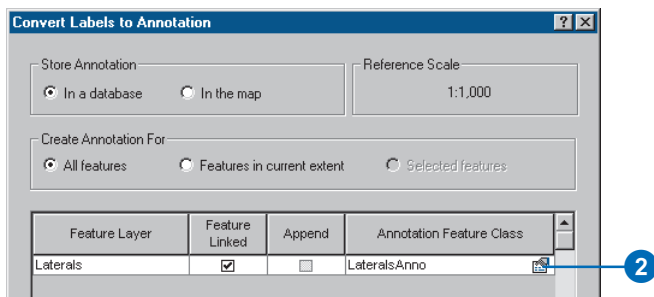 Convert Labels to Annotation
Store Annotation
In a database
In the map
Reference Scale
1:1,000
Create Annotation For
All features
Features in current extent
Selected features
Feature Layer
Feature Linked
Append
Annotation Feature Class
Laterals
LateralsAnno
2